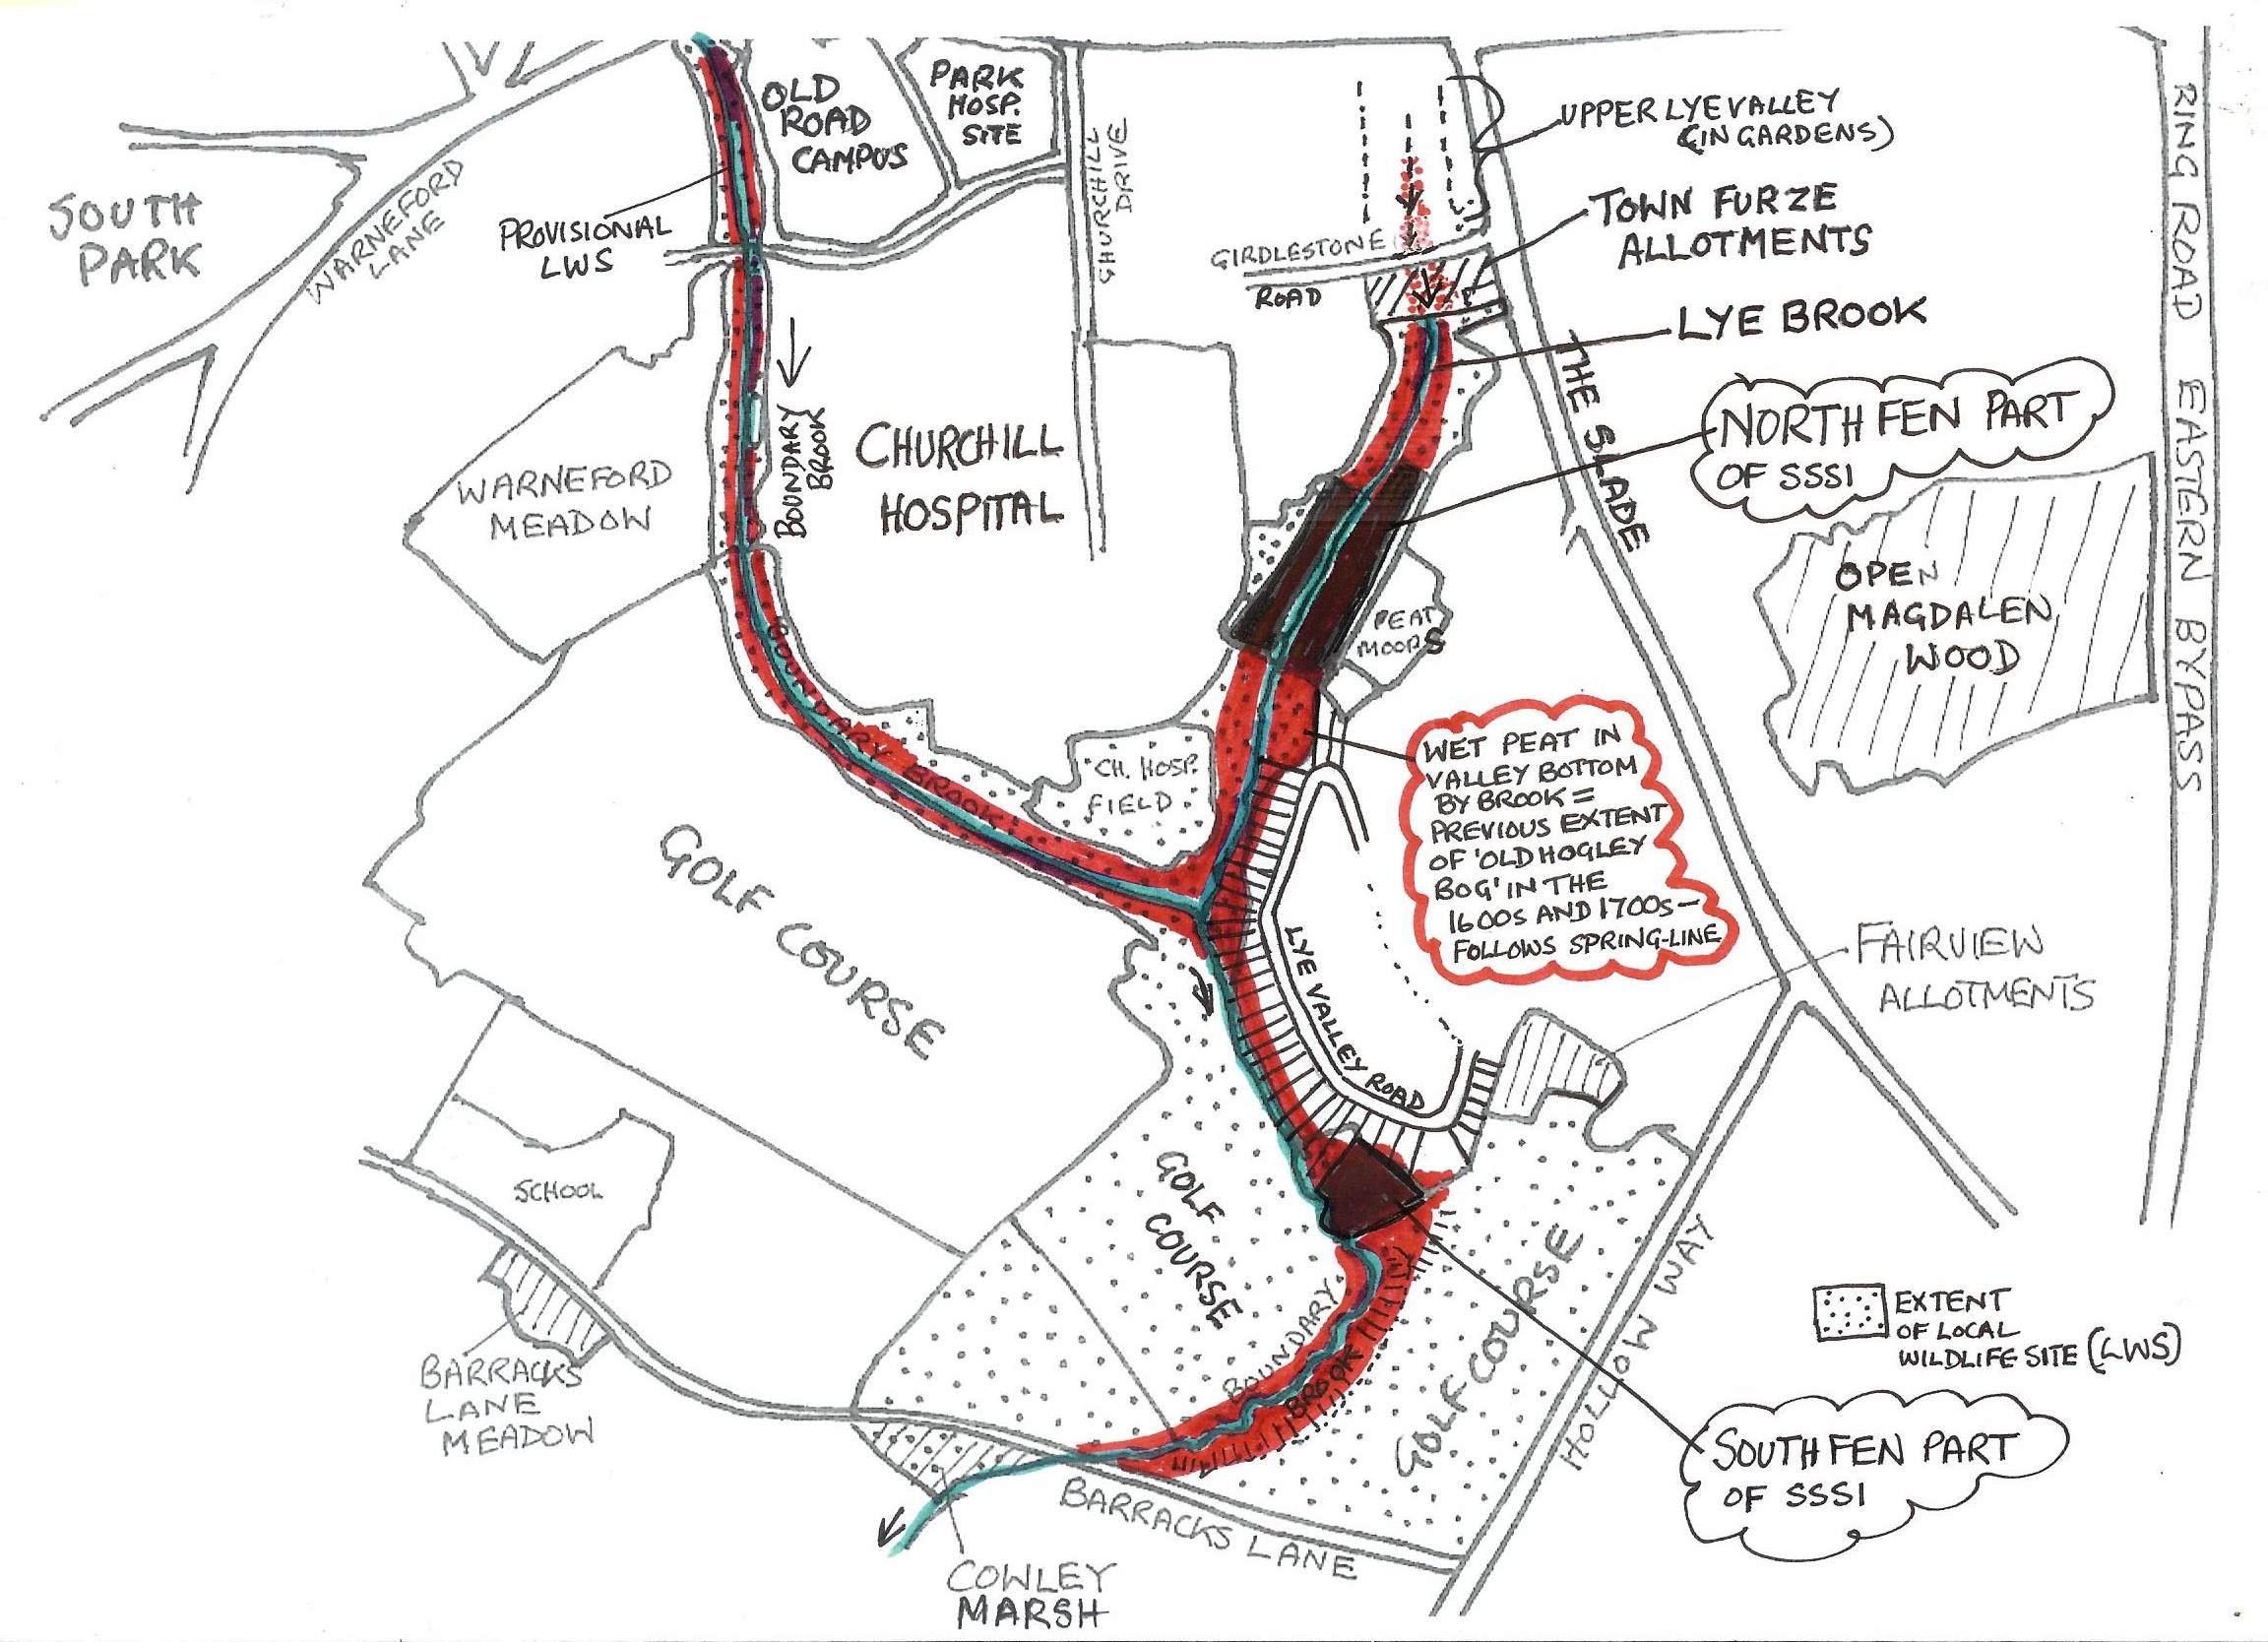 OLD
ROAD
CAMPUS
PARK
HOSP.
SITE
CHURCHILL
DRIVE
UPPER LYE VALLEY
(IN GARDENS)
TOWN FURZE
ALLOTMENTS
RING ROAD EASTERN BYPASS
SOUTH
PARK
WARNEFORD
LANE
PROVISIONAL
LWS
GIRDLESTONE
ROAD
LYE BROOK
THE SLADE
NORTH FEN PART
OF SSSI
BOUNDARY
BROOK
CHURCHILL
HOSPITAL
WARNEFORD
MEADOW
OPEN
MAGDALEN
WOOD
PEAT
MOORS
BOUNDARY BROOK
CH. HOSP.
FIELD
WET PEAT IN
VALLEY BOTTOM
BY BROOK =
PREVIOUS EXTENT
OF 'OLD HOGLEY
BOG' IN THE
1600s AND 1700s –
FOLLOWS SPRING-LINE
GOLF COURSE
LYE VALLEY ROAD
FAIRVIEW
ALLOTMENTS
SCHOOL
GOLF
COURSE
GOLF COURSE
HOLLOW WAY
BOUNDARY
BROOK
EXTENT
OF LOCAL
WILDLIFE SITE (LWS)
BARRACKS
LANE
MEADOW
SOUTH FEN PART
OF SSSI
BARRACKS LANE
COWLEY
MARSH